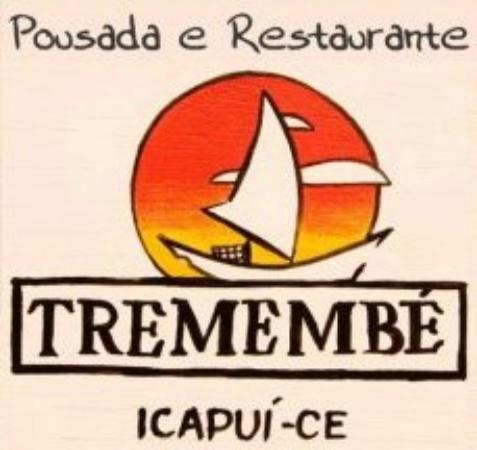 Pousada e Restaurante
TREMEMBÉ
ICAPUÍ-CE